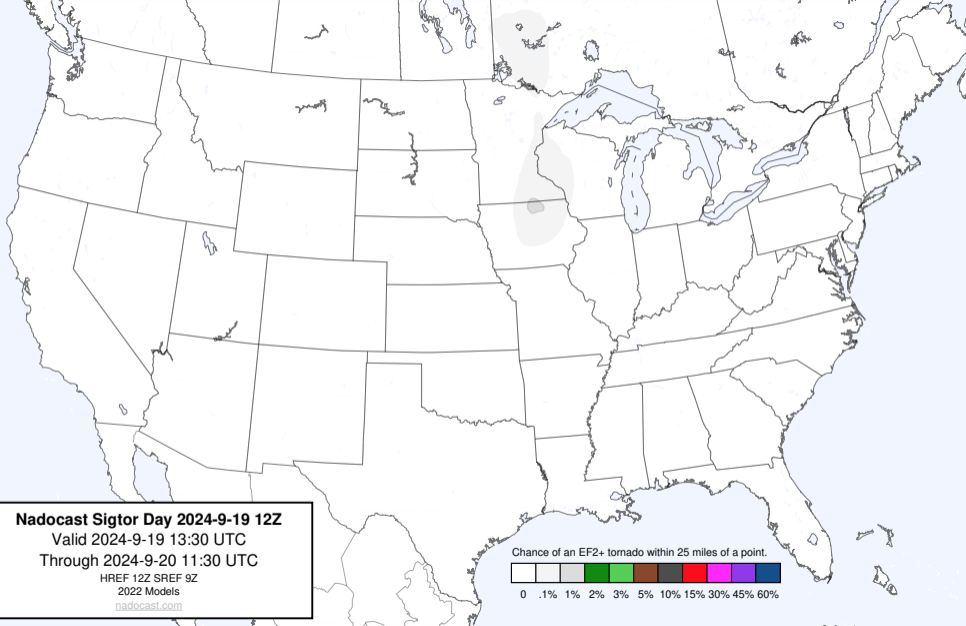 Nadocast Sigtor Day 2024-9-19 12Z
Valid 2024-9-19 13:30 UTC
Through 2024-9-20 11:30 UTC
HREF 12Z SREF 9Z
2022 Models
nadocast.com
Chance of an EF2+ tornado within 25 miles of a point.
0 .1% 1% 2% 3% 5% 10% 15% 30% 45% 60%